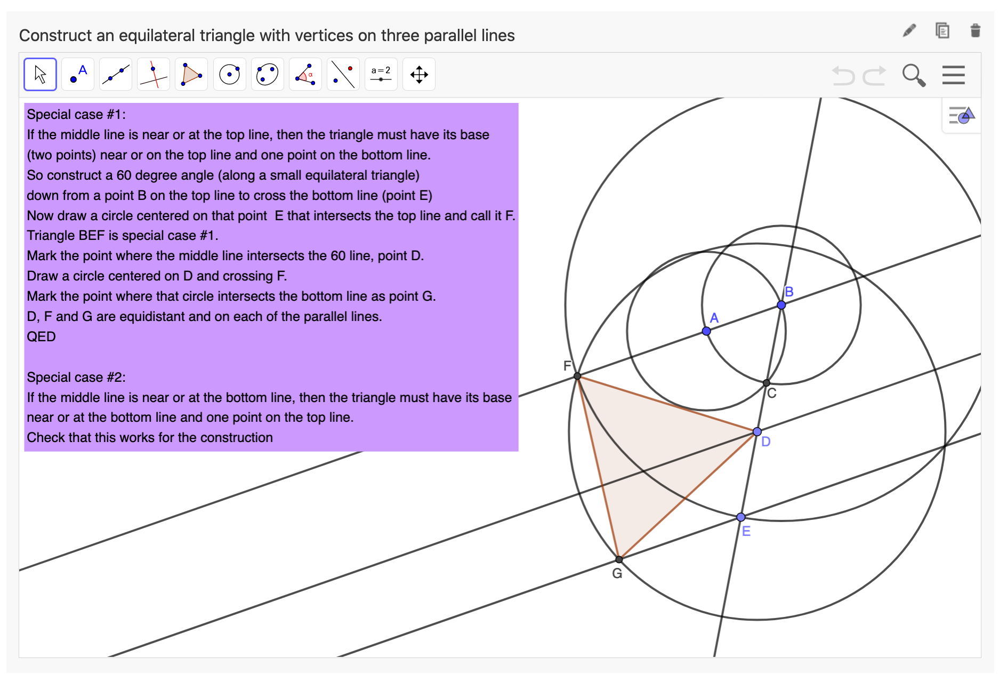 Construct an equilateral triangle with vertices on three parallel lines
A
α
a = 2
Special case #1:
If the middle line is near or at the top line, then the triangle must have its base
(two points) near or on the top line and one point on the bottom line.
So construct a 60 degree angle (along a small equilateral triangle)
down from a point B on the top line to cross the bottom line (point E)
Now draw a circle centered on that point  E that intersects the top line and call it F.
Triangle BEF is special case #1.
Mark the point where the middle line intersects the 60 line, point D.
Draw a circle centered on D and crossing F.
Mark the point where that circle intersects the bottom line as point G.
D, F and G are equidistant and on each of the parallel lines.
QED
Special case #2:
If the middle line is near or at the bottom line, then the triangle must have its base
near or at the bottom line and one point on the top line.
Check that this works for the construction
B
A
F
C
D
E
G